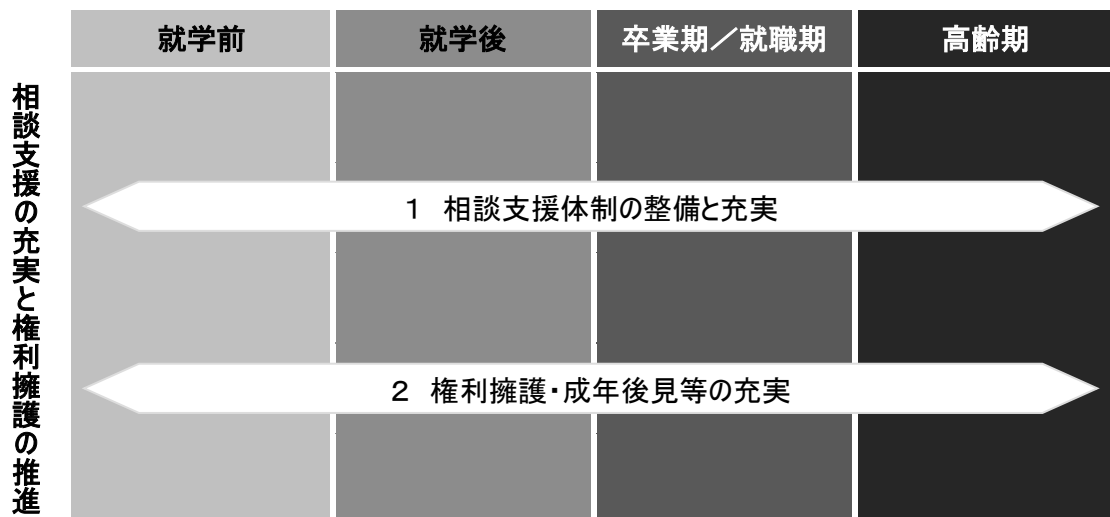 就学前
就学後
卒業期／就職期
高齢期
相談支援の充実と権利擁護の推進
１ 相談支援体制の整備と充実
２ 権利擁護・成年後見等の充実